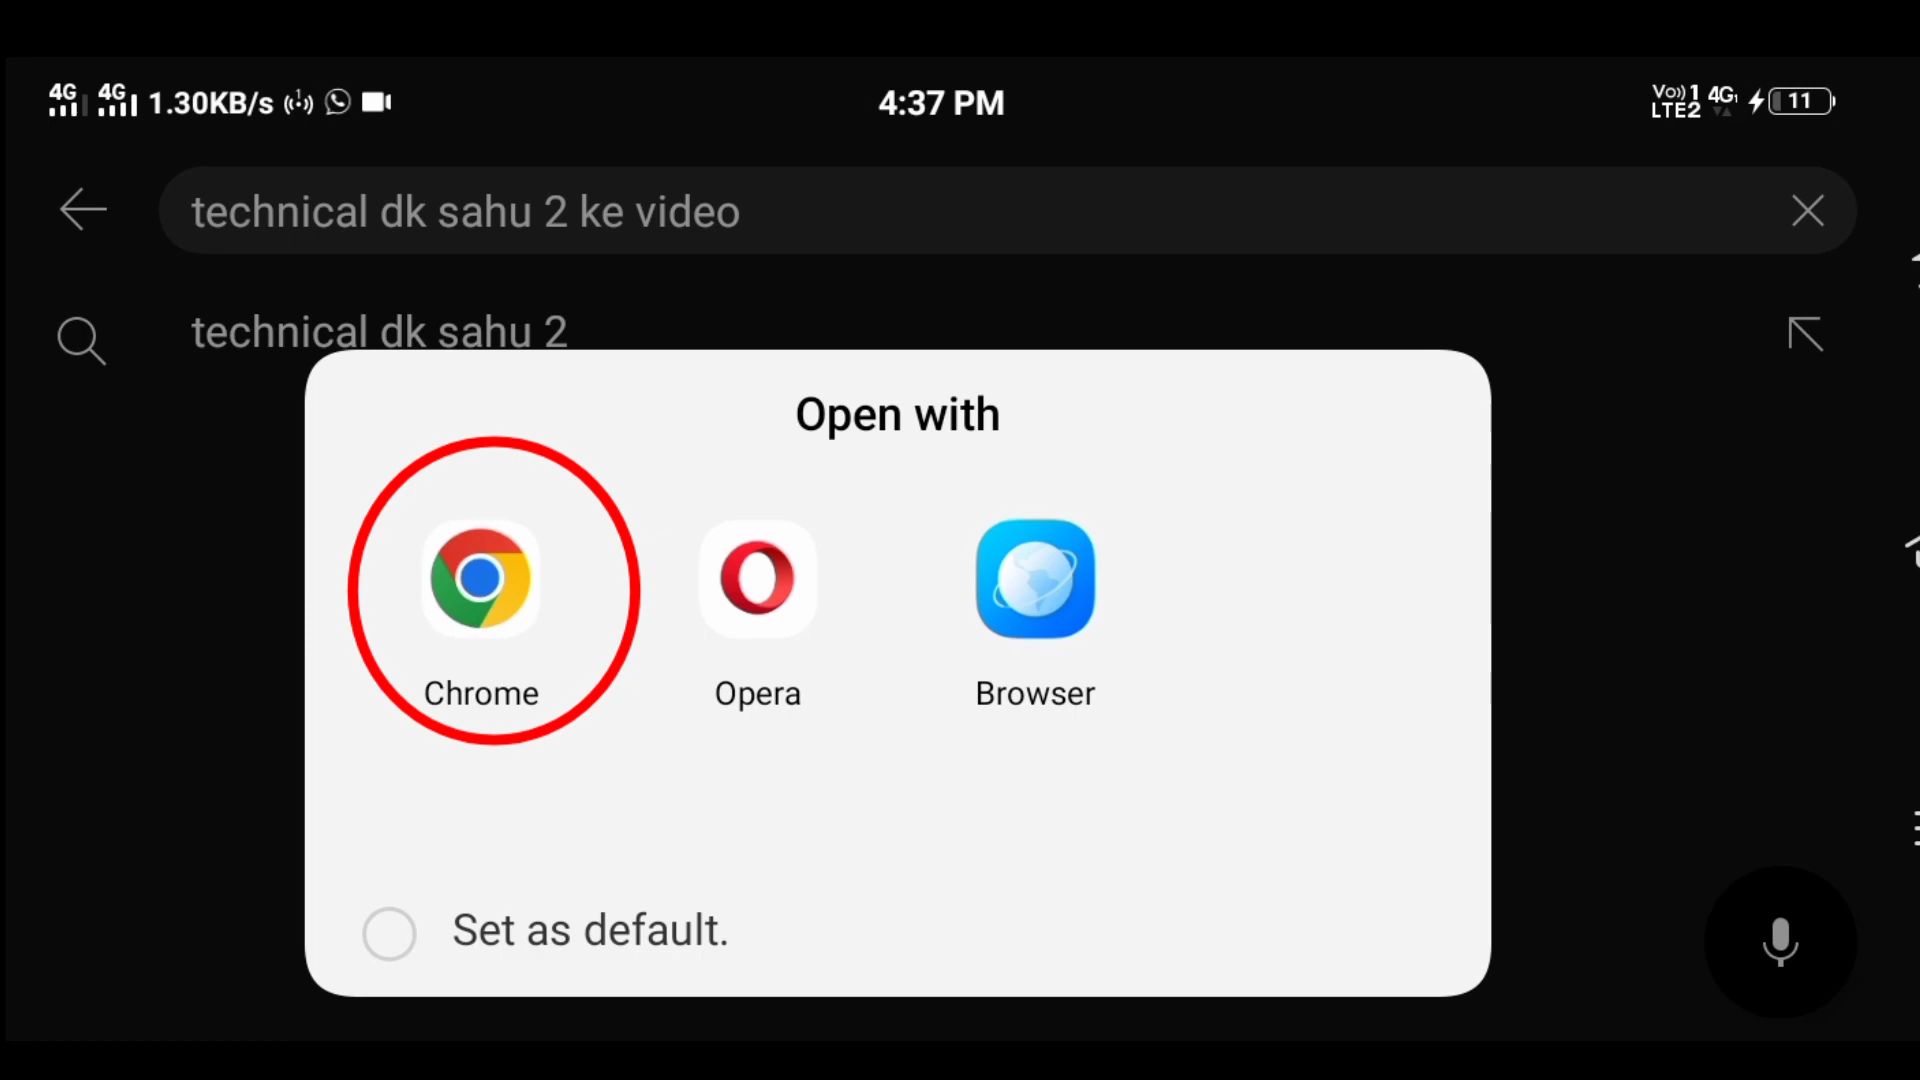 4G 4G 1.30KB/s 4:37 PM Vo)) 1 LTE2 4G 11
technical dk sahu 2 ke video
technical dk sahu 2
Open with
Chrome Opera Browser
Set as default.